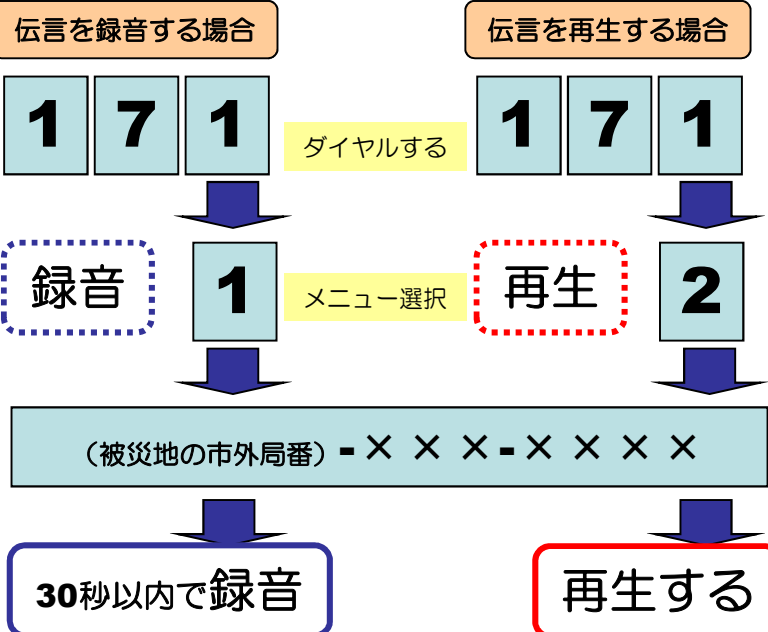 伝言を録音する場合 伝言を再生する場合
1 7 1 ダイヤルする 1 7 1
録音 1 メニュー選択 再生 2
（被災地の市外局番）-×××-××××
30秒以内で録音 再生する